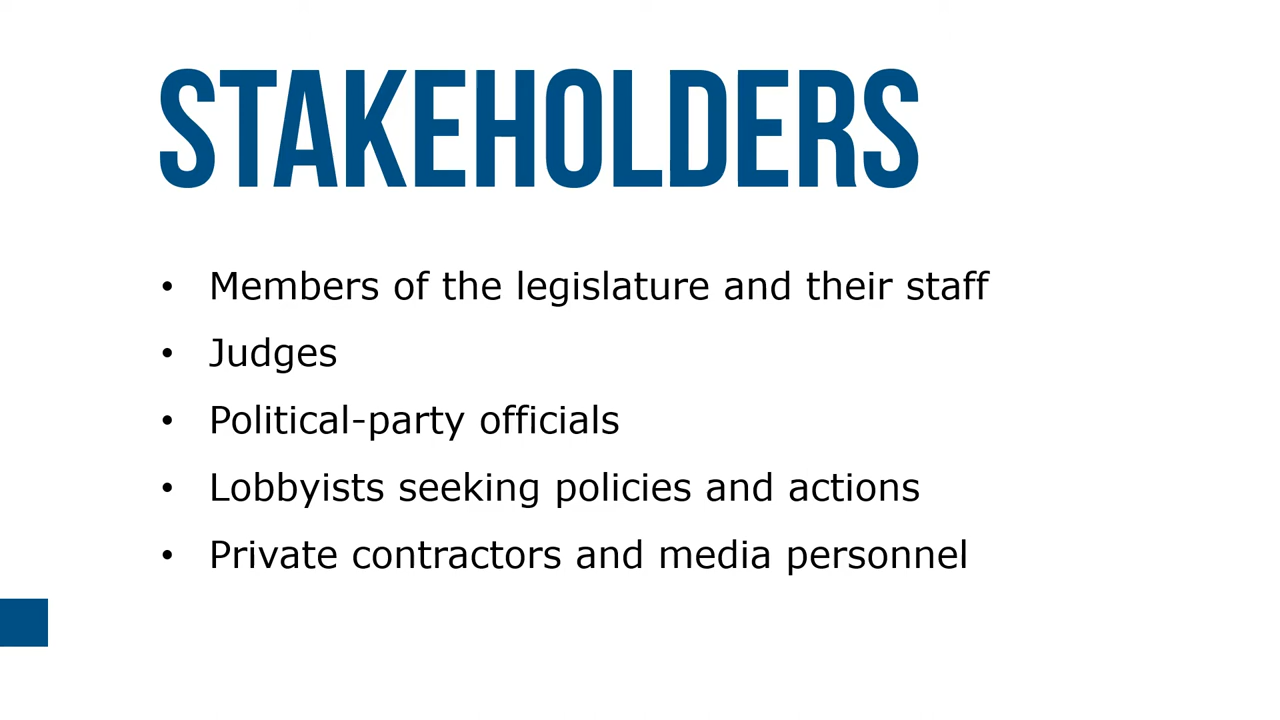 STAKEHOLDERS
• Members of the legislature and their staff
• Judges
• Political-party officials
• Lobbyists seeking policies and actions
• Private contractors and media personnel